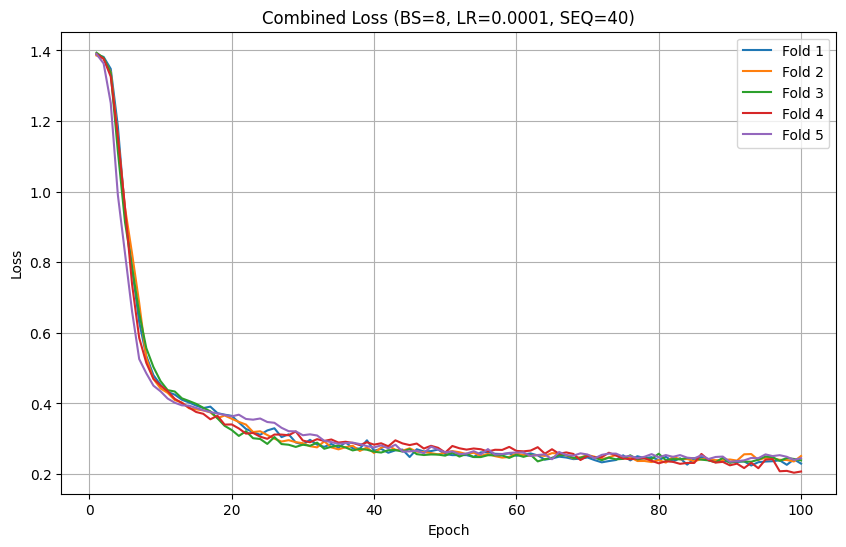 Combined Loss (BS=8, LR=0.0001, SEQ=40)
Fold 1
Fold 2
Fold 3
Fold 4
Fold 5
1.4
1.2
1.0
0.8
0.6
0.4
0.2
Loss
0 20 40 60 80 100
Epoch